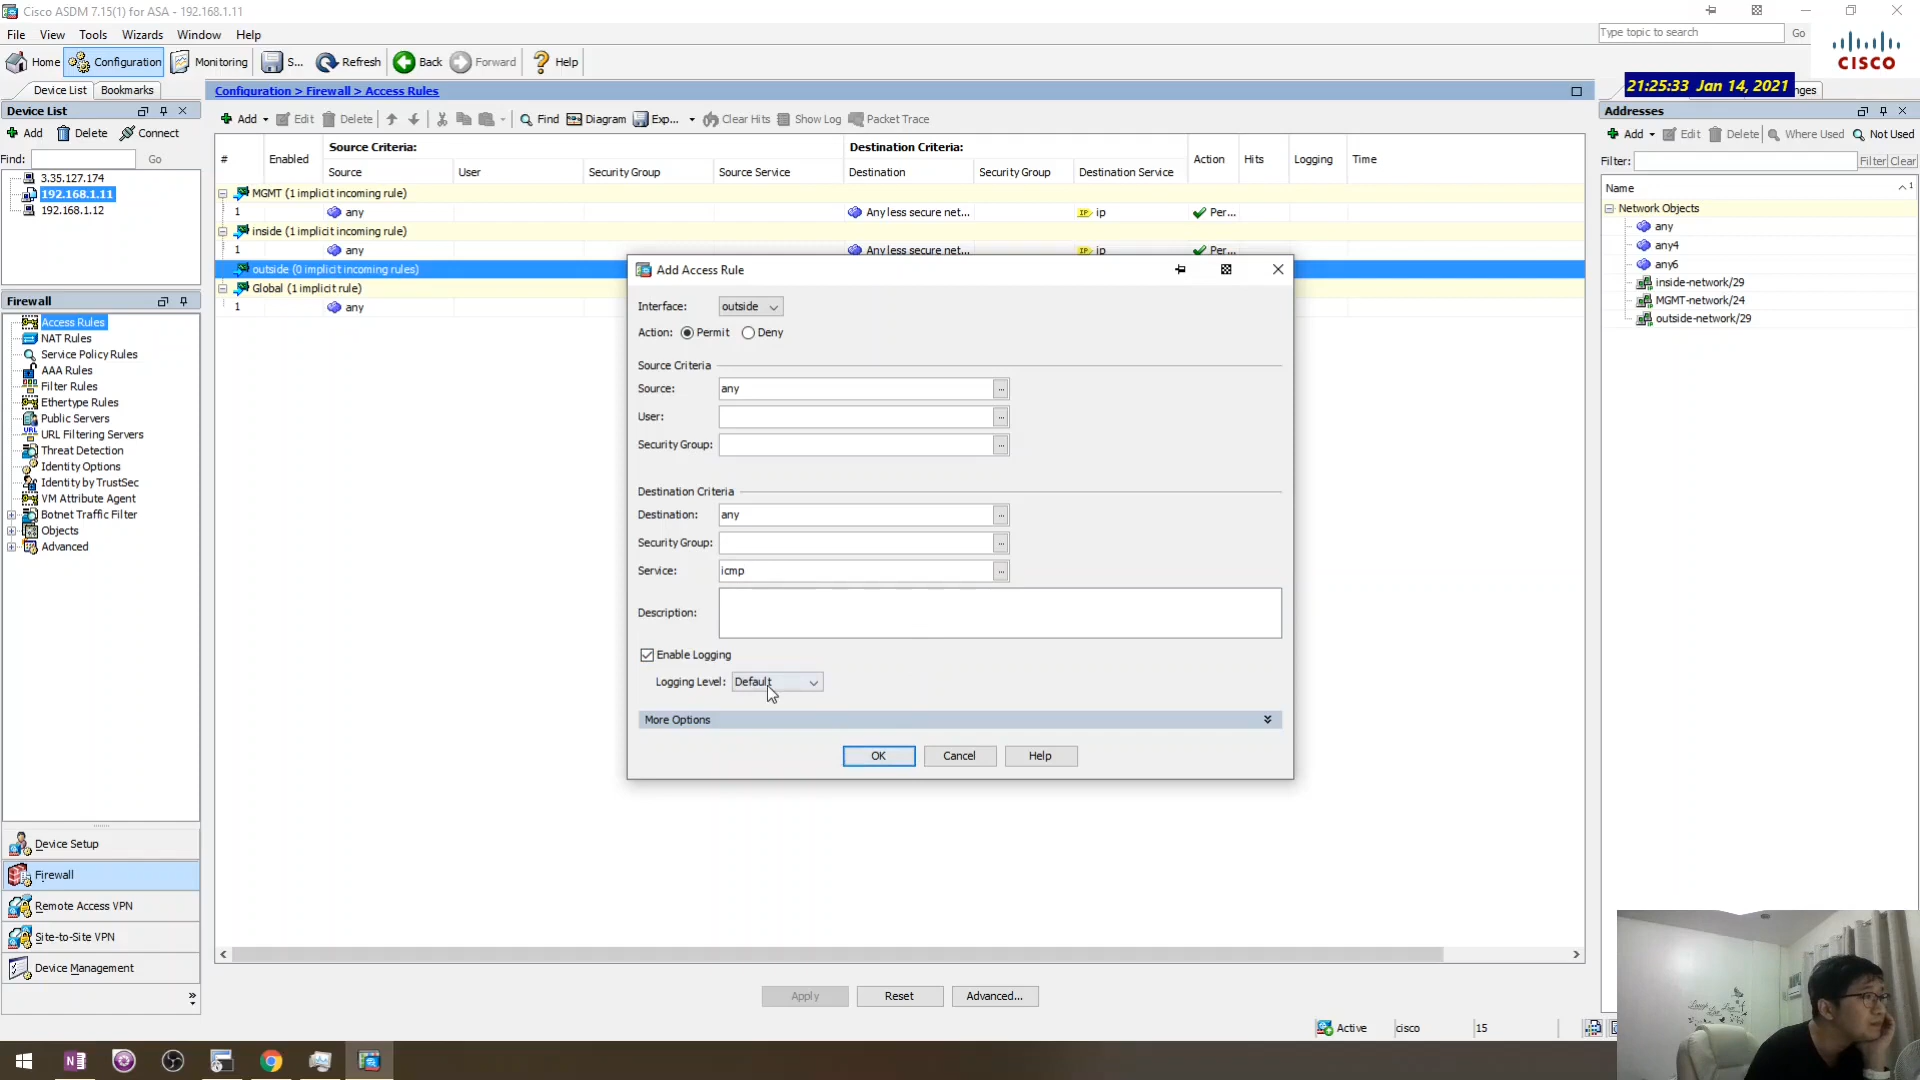 Cisco ASDM 7.15(1) for ASA - 192.168.1.11
File View Tools Wizards Window Help
Type topic to search Go
CISCO
Home Configuration Monitoring S... Refresh Back Forward Help
Device List Bookmarks
Configuration > Firewall > Access Rules
21:25:33 Jan 14, 2021
nges
Device List
Add Delete Connect
Find: Go
3.35.127.174
192.168.1.11
192.168.1.12
Firewall
Access Rules
NAT Rules
Service Policy Rules
AAA Rules
Filter Rules
Ethertype Rules
Public Servers
URL Filtering Servers
Threat Detection
Identity Options
Identity by TrustSec
VM Attribute Agent
Botnet Traffic Filter
Objects
Advanced
Device Setup
Firewall
Remote Access VPN
Site-to-Site VPN
Device Management
Add Edit Delete Find Diagram Exp... Clear Hits Show Log Packet Trace
# Enabled Source Criteria: Destination Criteria: Action Hits Logging Time
Source User Security Group Source Service Destination Security Group Destination Service
MGMT (1 implicit incoming rule)
1 any Any less secure net... IP ip Per...
inside (1 implicit incoming rule)
1 any Any less secure net... IP ip Per...
outside (0 implicit incoming rules)
Global (1 implicit rule)
1 any
Add Access Rule
Interface: outside
Action: Permit Deny
Source Criteria
Source: any
User:
Security Group:
Destination Criteria
Destination: any
Security Group:
Service: icmp
Description:
Enable Logging
Logging Level: Default
More Options
OK Cancel Help
Apply Reset Advanced...
Addresses
Add Edit Delete Where Used Not Used
Filter: Filter Clear
Name 1
Network Objects
any
any4
any6
inside-network/29
MGMT-network/24
outside-network/29
Active cisco 15